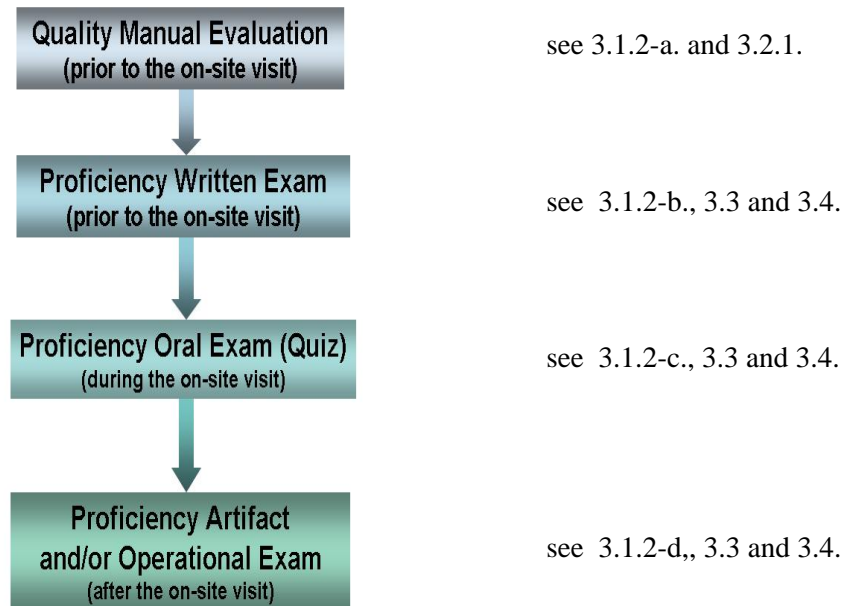 Quality Manual Evaluation
(prior to the on-site visit)
see 3.1.2-a. and 3.2.1.
Proficiency Written Exam
(prior to the on-site visit)
see 3.1.2-b., 3.3 and 3.4.
Proficiency Oral Exam (Quiz)
(during the on-site visit)
see 3.1.2-c., 3.3 and 3.4.
Proficiency Artifact
and/or Operational Exam
(after the on-site visit)
see 3.1.2-d,, 3.3 and 3.4.